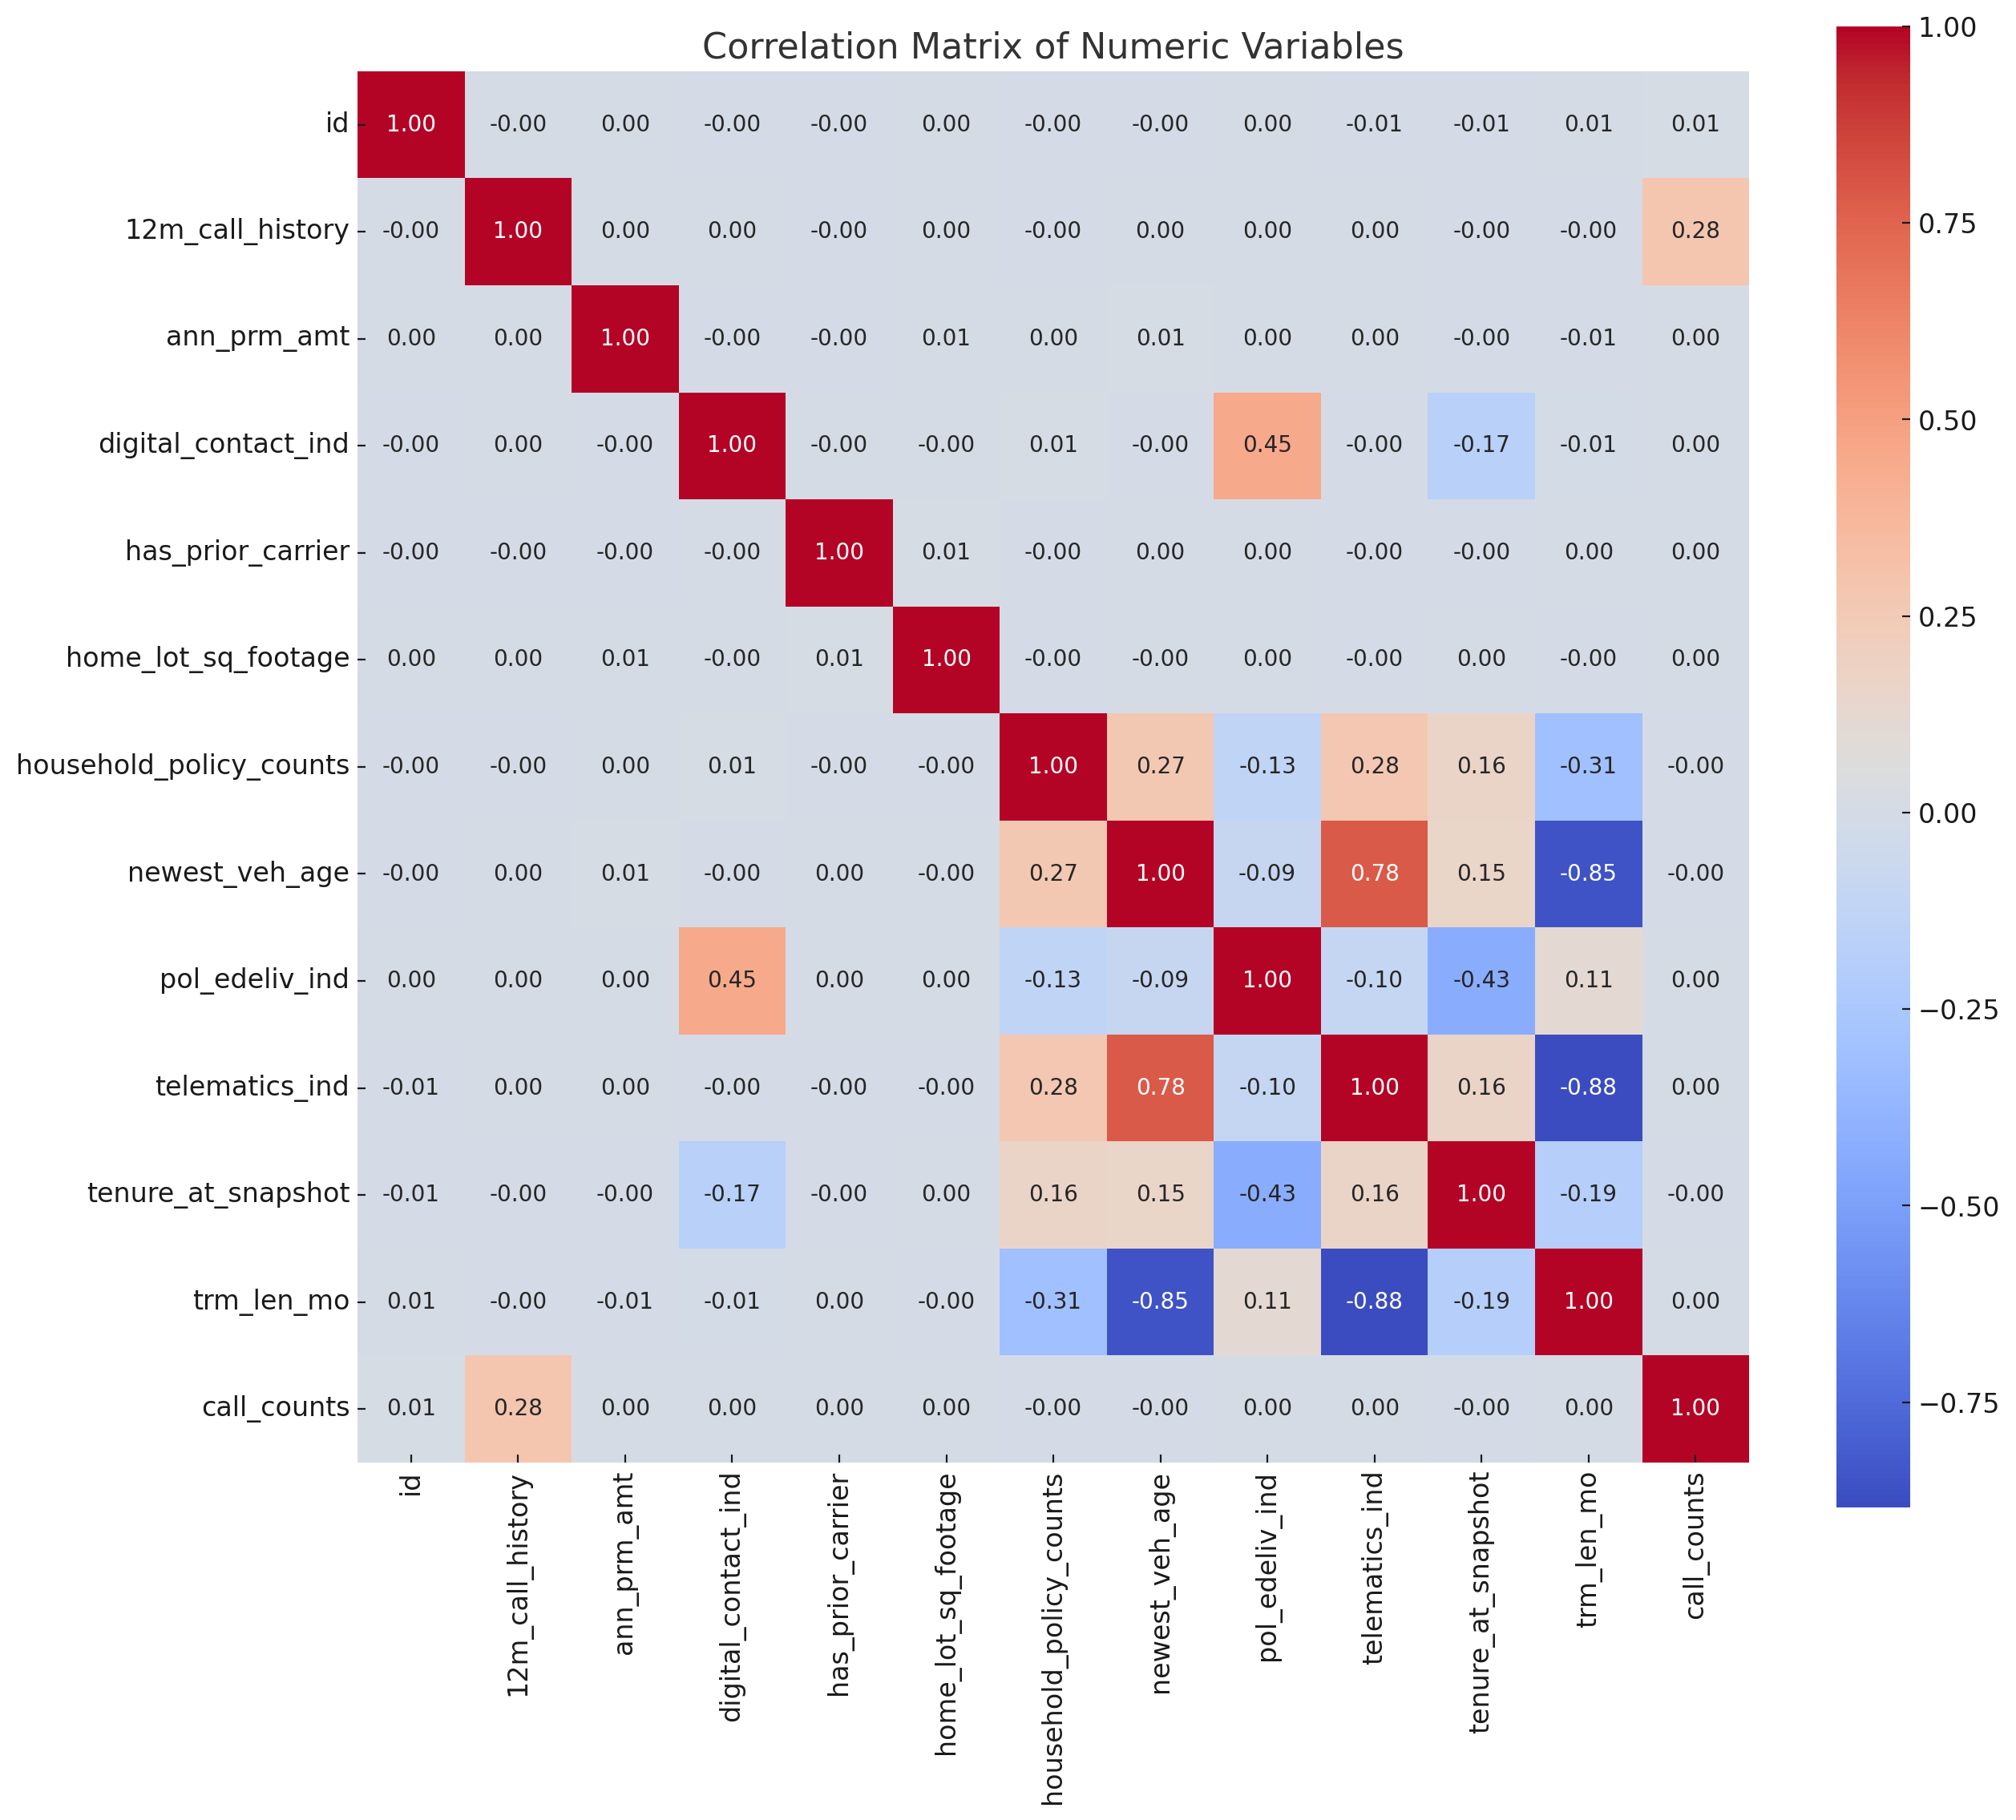 Correlation Matrix of Numeric Variables
id 1.00 -0.00 0.00 -0.00 -0.00 0.00 -0.00 -0.00 0.00 -0.01 -0.01 0.01 0.01
12m_call_history -0.00 1.00 0.00 0.00 -0.00 0.00 -0.00 0.00 0.00 0.00 -0.00 -0.00 0.28
ann_prm_amt 0.00 0.00 1.00 -0.00 -0.00 0.01 0.00 0.01 0.00 0.00 -0.00 -0.01 0.00
digital_contact_ind -0.00 0.00 -0.00 1.00 -0.00 -0.00 0.01 -0.00 0.45 -0.00 -0.17 -0.01 0.00
has_prior_carrier -0.00 -0.00 -0.00 -0.00 1.00 0.01 -0.00 0.00 0.00 -0.00 -0.00 0.00 0.00
home_lot_sq_footage 0.00 0.00 0.01 -0.00 0.01 1.00 -0.00 -0.00 0.00 -0.00 0.00 -0.00 0.00
household_policy_counts -0.00 -0.00 0.00 0.01 -0.00 -0.00 1.00 0.27 -0.13 0.28 0.16 -0.31 -0.00
newest_veh_age -0.00 0.00 0.01 -0.00 0.00 -0.00 0.27 1.00 -0.09 0.78 0.15 -0.85 -0.00
pol_edeliv_ind 0.00 0.00 0.00 0.45 0.00 0.00 -0.13 -0.09 1.00 -0.10 -0.43 0.11 0.00
telematics_ind -0.01 0.00 0.00 -0.00 -0.00 -0.00 0.28 0.78 -0.10 1.00 0.16 -0.88 0.00
tenure_at_snapshot -0.01 -0.00 -0.00 -0.17 -0.00 0.00 0.16 0.15 -0.43 0.16 1.00 -0.19 -0.00
trm_len_mo 0.01 -0.00 -0.01 -0.01 0.00 -0.00 -0.31 -0.85 0.11 -0.88 -0.19 1.00 0.00
call_counts 0.01 0.28 0.00 0.00 0.00 0.00 -0.00 -0.00 0.00 0.00 -0.00 0.00 1.00
id
12m_call_history
ann_prm_amt
digital_contact_ind
has_prior_carrier
home_lot_sq_footage
household_policy_counts
newest_veh_age
pol_edeliv_ind
telematics_ind
tenure_at_snapshot
trm_len_mo
call_counts
1.00
0.75
0.50
0.25
0.00
−0.25
−0.50
−0.75